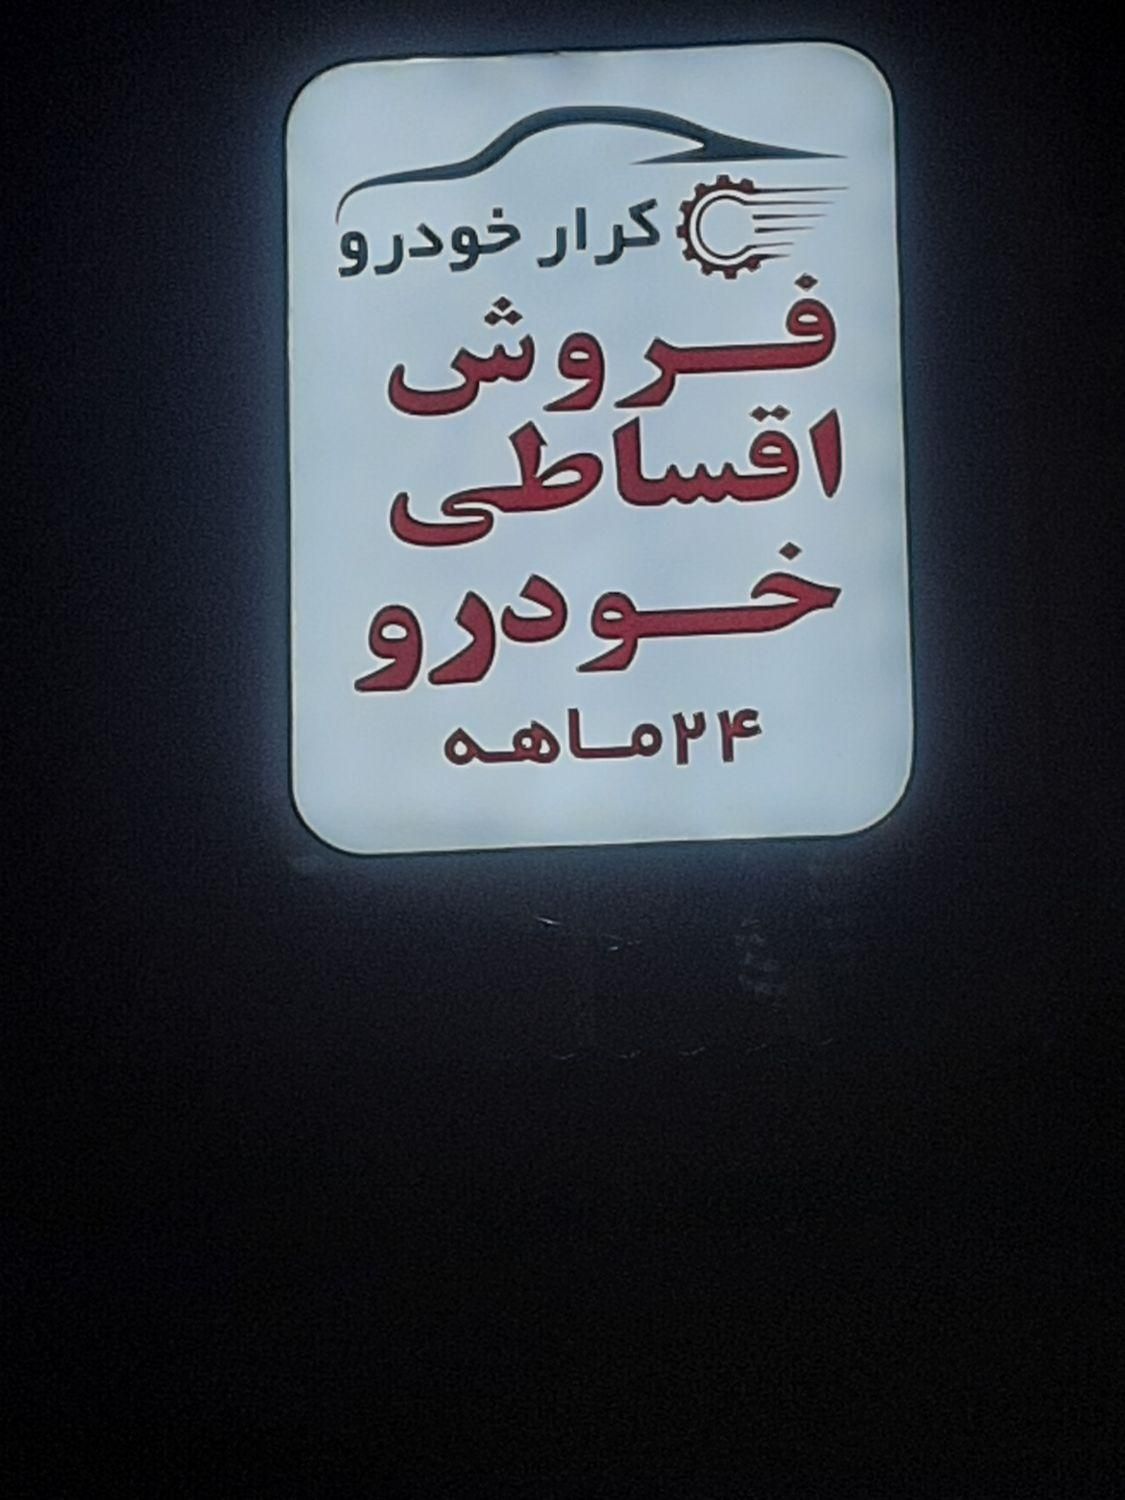 کرار خودرو
فروش
اقساطی
خودرو
۲۴ماهه